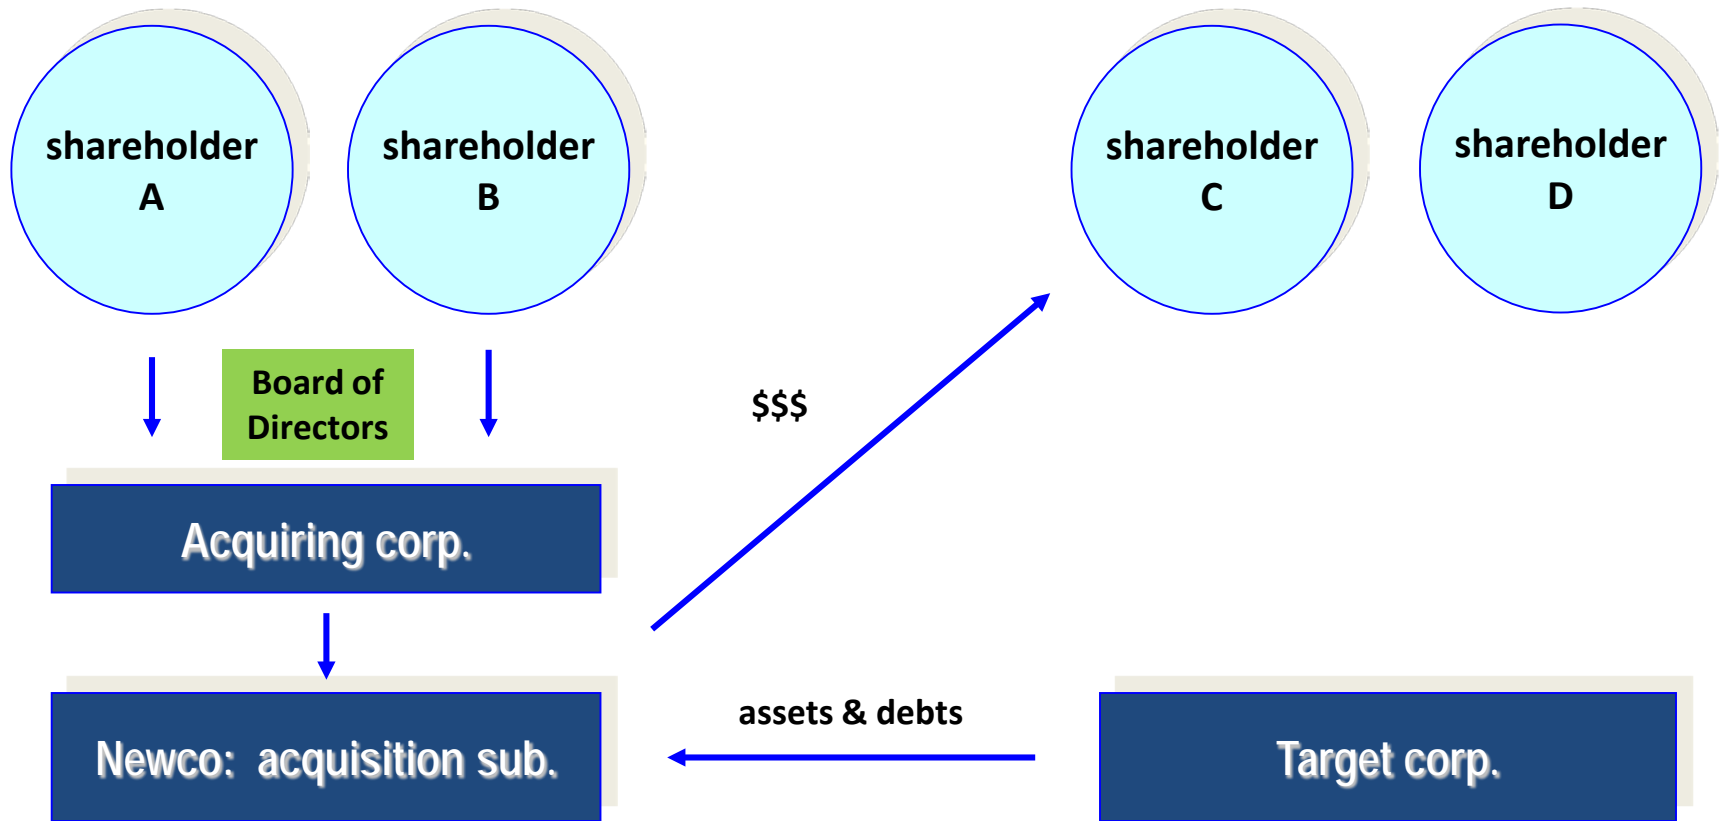 shareholder
A
shareholder
B
shareholder
C
shareholder
D
Board of
Directors
$$$
Acquiring corp.
assets & debts
Newco:  acquisition sub.
Target corp.